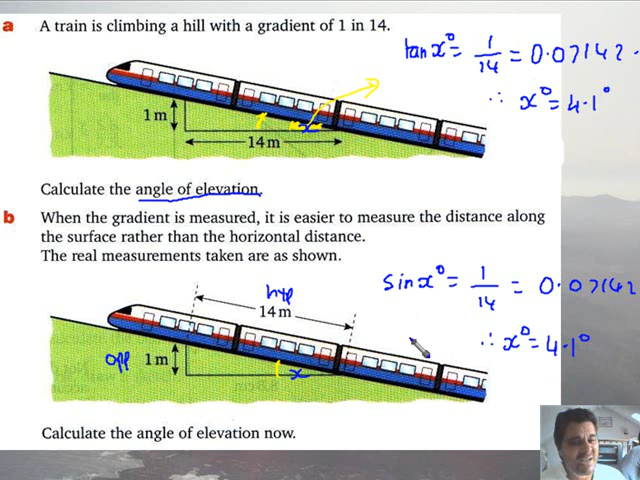 a A train is climbing a hill with a gradient of 1 in 14.
tan x° = 1/14 = 0.07142
∴ x° = 4.1°
1 m
x
14 m
Calculate the angle of elevation.
b When the gradient is measured, it is easier to measure the distance along
the surface rather than the horizontal distance.
The real measurements taken are as shown.
sin x° = 1/14 = 0.07142
∴ x° = 4.1°
hyp
14 m
opp 1 m
x
Calculate the angle of elevation now.